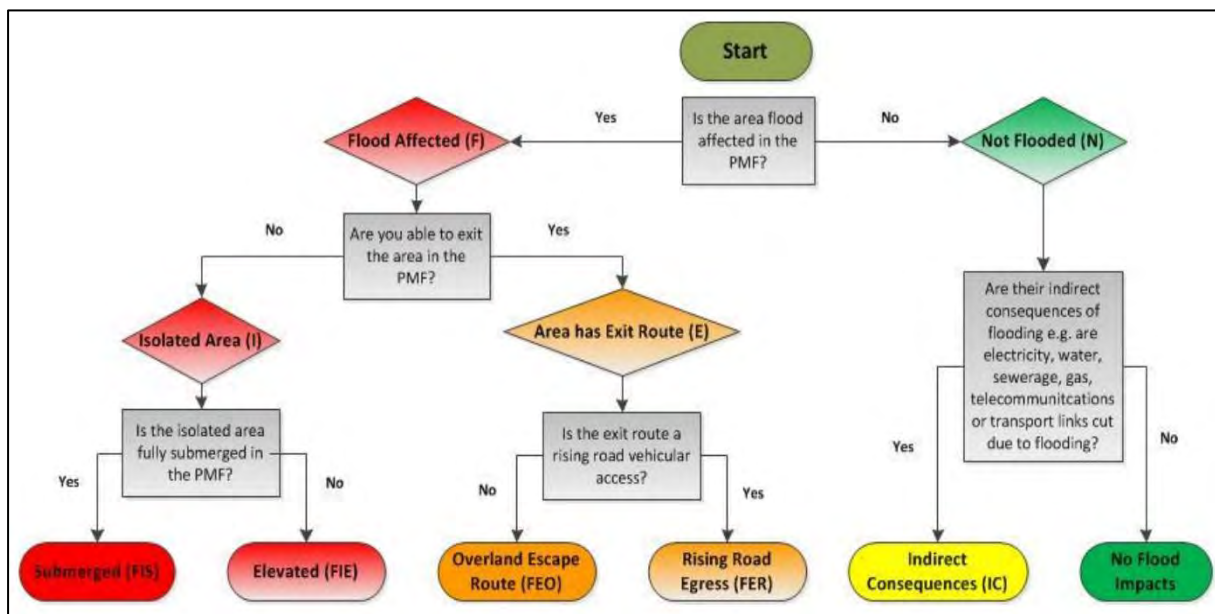 Start
Yes
Is the area flood
affected in the
PMF?
No
Flood Affected (F)
Not Flooded (N)
No
Are you able to exit
the area in the
PMF?
Yes
Isolated Area (I)
Area has Exit Route (E)
Are their indirect
consequences of
flooding e.g. are
electricity, water,
sewerage, gas,
telecommunitcations
or transport links cut
due to flooding?
Is the isolated area
fully submerged in
the PMF?
Yes
No
Is the exit route a
rising road vehicular
access?
No
Yes
Yes
No
Submerged (FIS)
Elevated (FIE)
Overland Escape
Route (FEO)
Rising Road
Egress (FER)
Indirect
Consequences (IC)
No Flood
Impacts